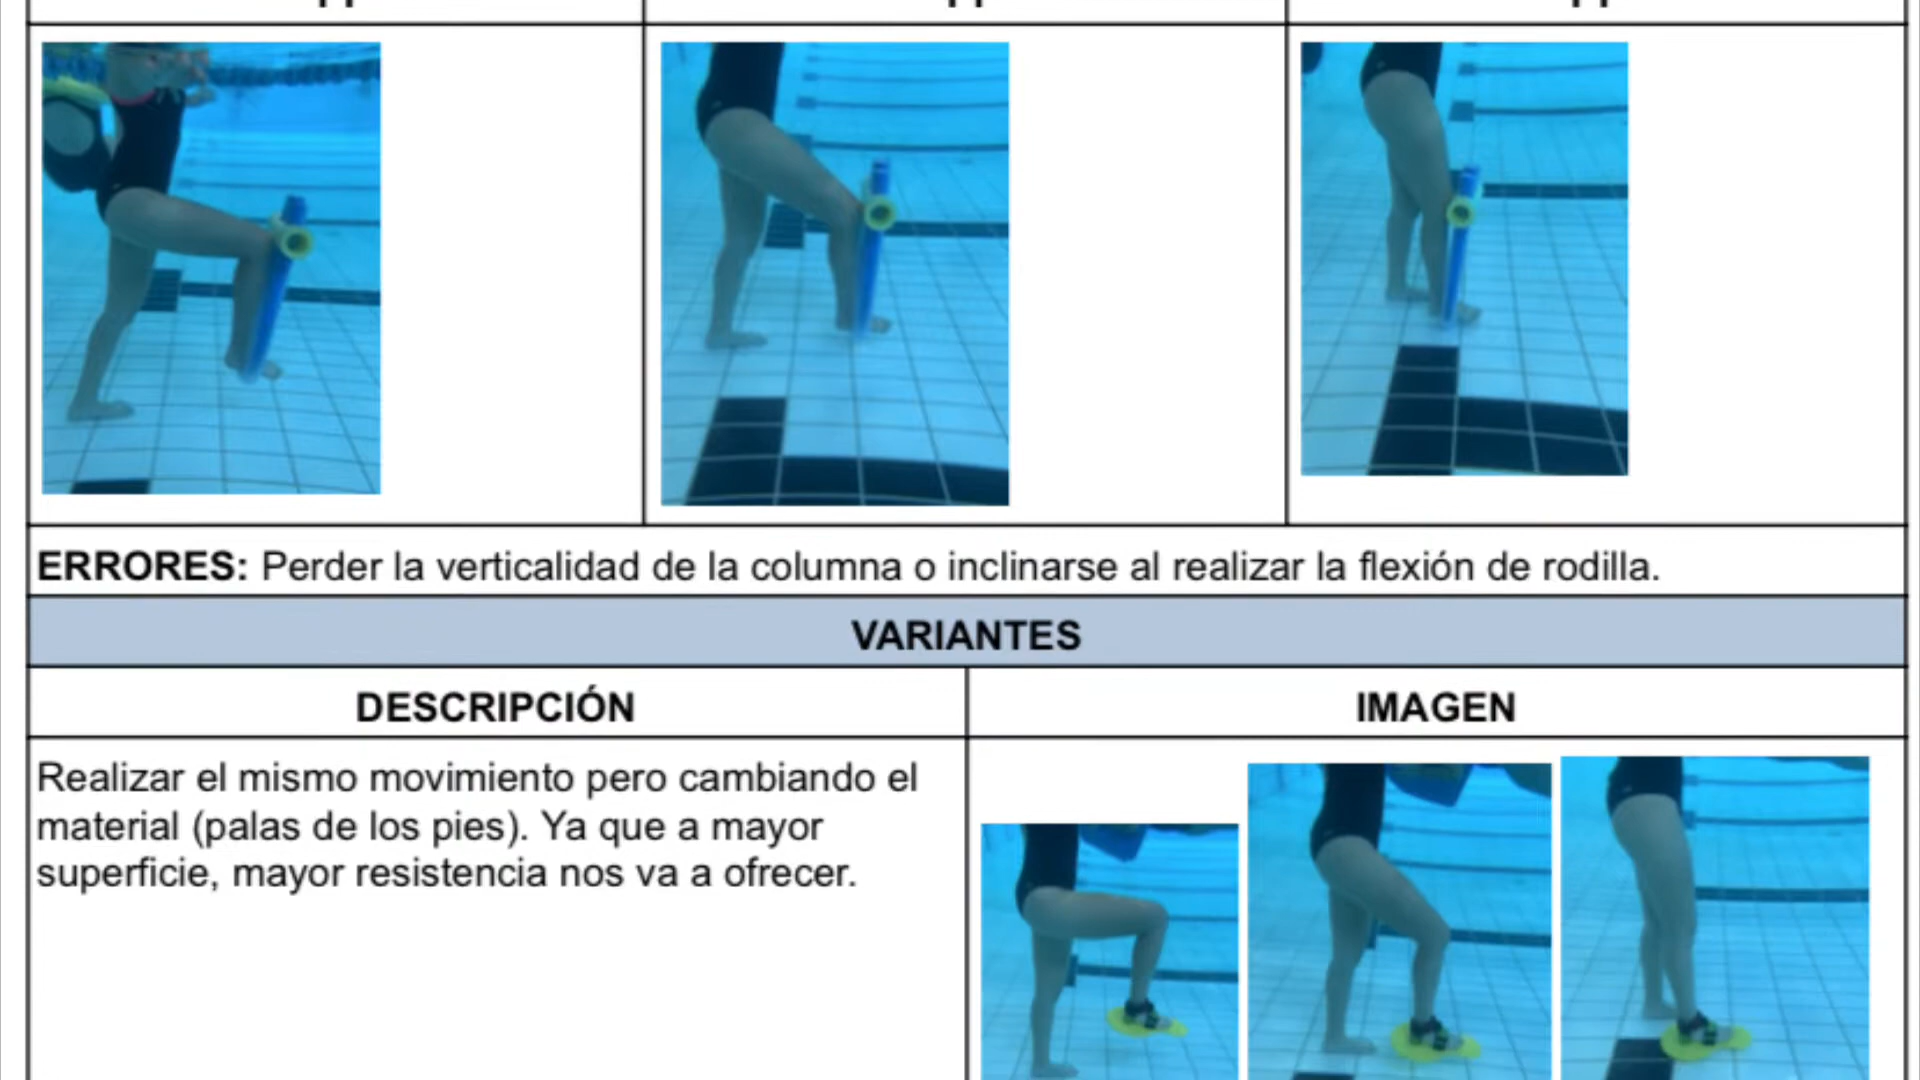 ERRORES: Perder la verticalidad de la columna o inclinarse al realizar la flexión de rodilla.
VARIANTES
DESCRIPCIÓN
IMAGEN
Realizar el mismo movimiento pero cambiando el
material (palas de los pies). Ya que a mayor
superficie, mayor resistencia nos va a ofrecer.